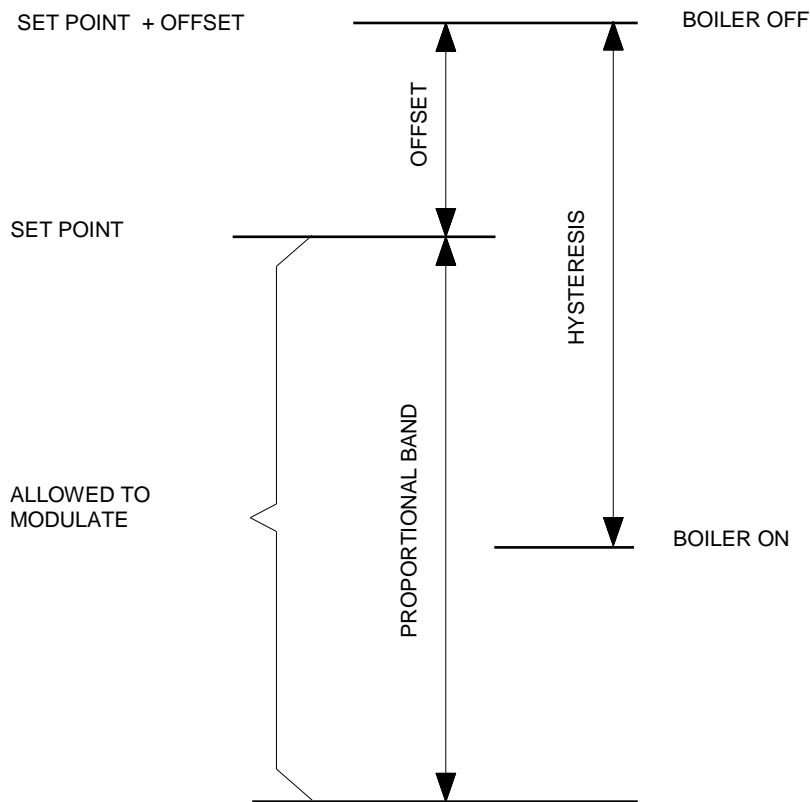 SET POINT + OFFSET
BOILER OFF
OFFSET
SET POINT
HYSTERESIS
PROPORTIONAL BAND
ALLOWED TO
MODULATE
BOILER ON